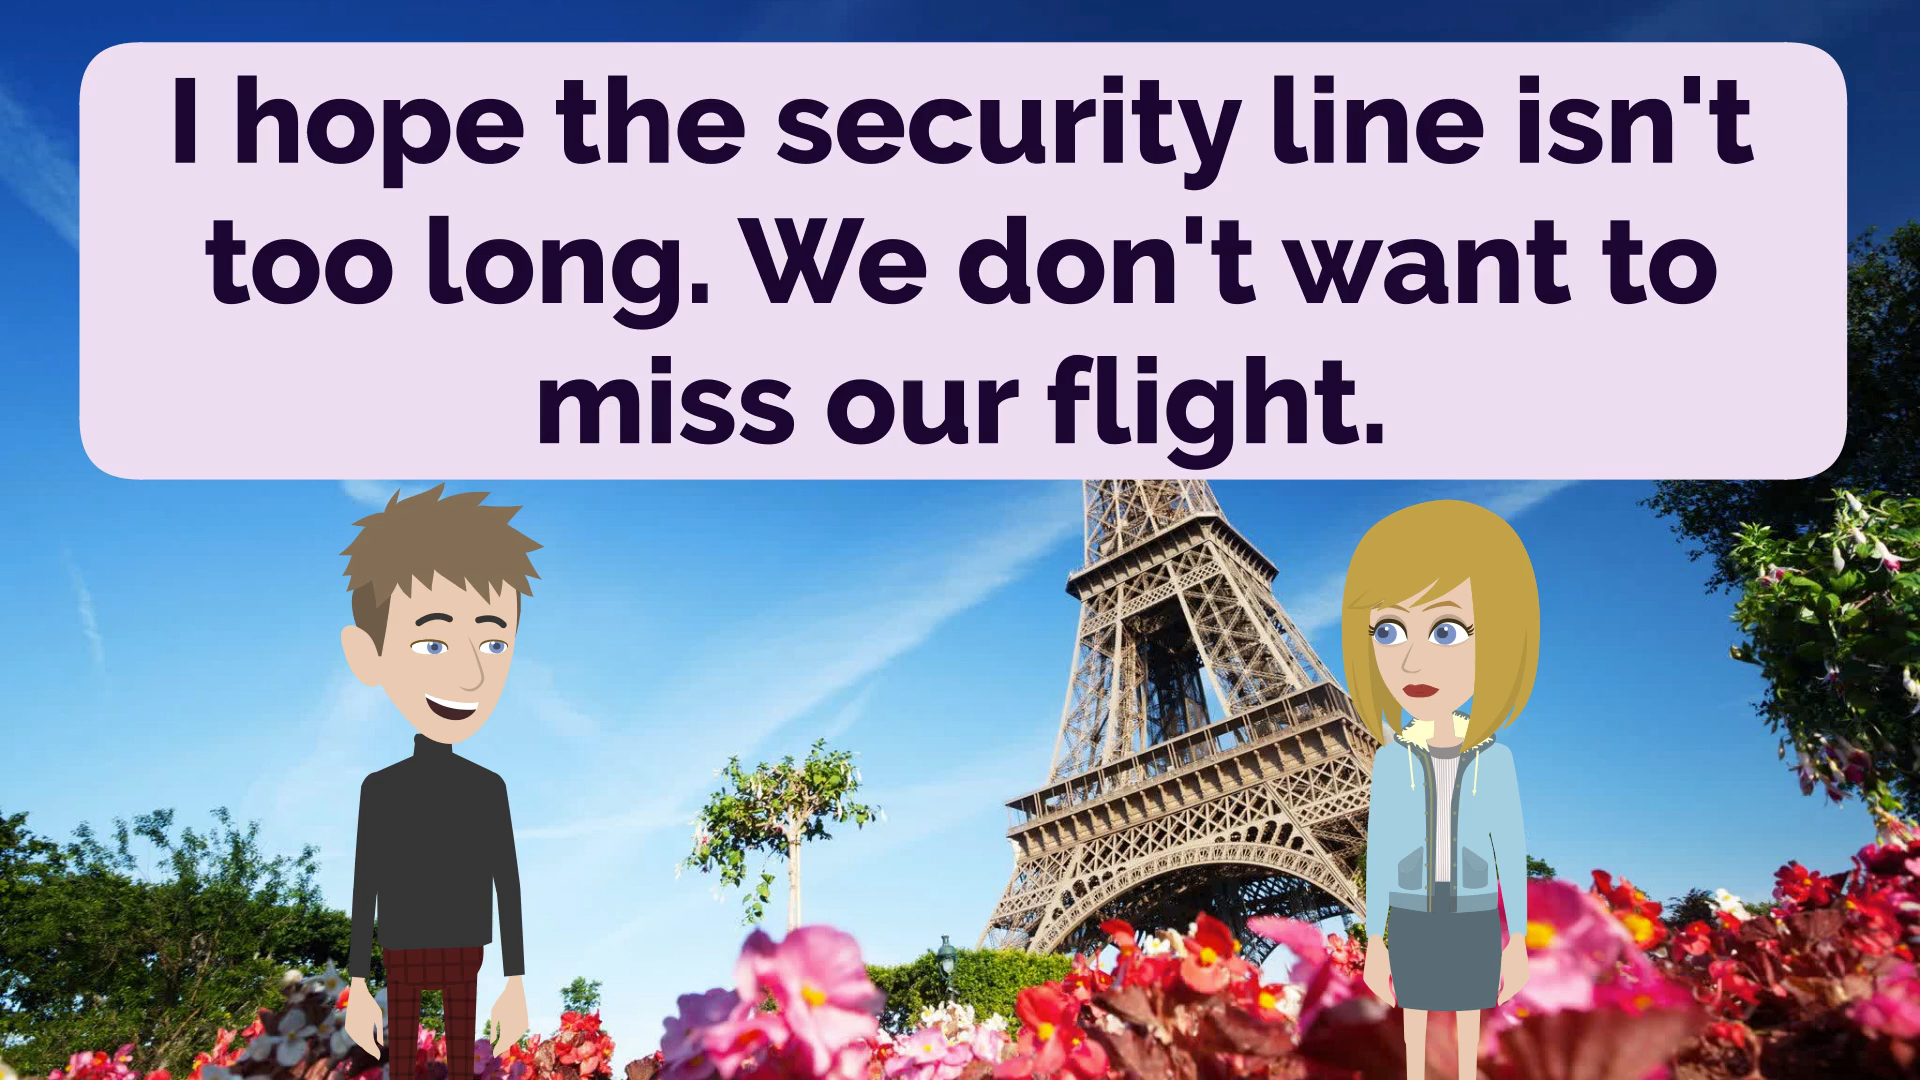 I hope the security line isn't
too long. We don't want to
miss our flight.